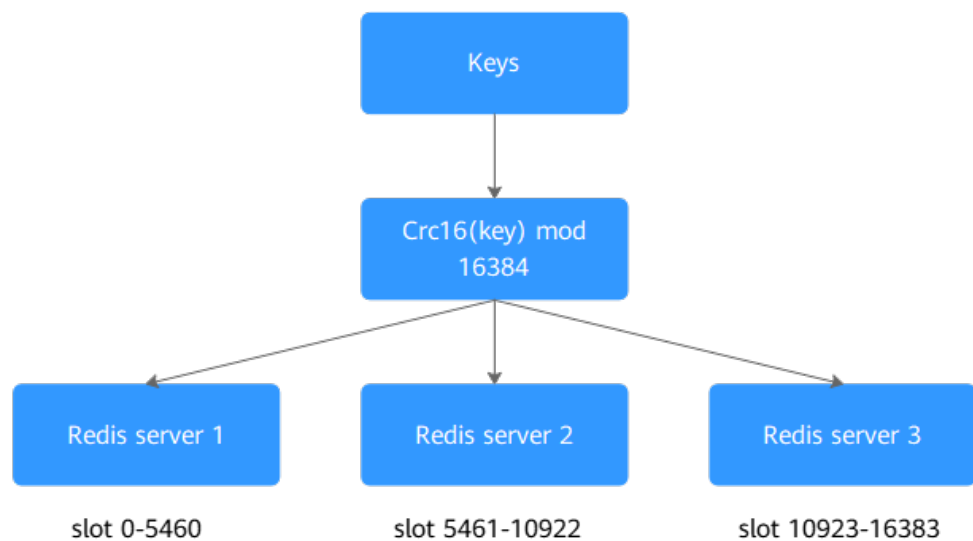 Keys
Crc16(key) mod
16384
Redis server 1
Redis server 2
Redis server 3
slot 0-5460
slot 5461-10922
slot 10923-16383